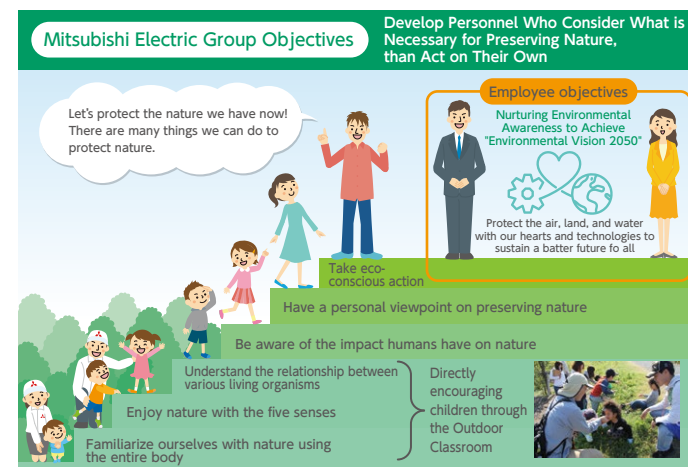 Mitsubishi Electric Group Objectives
Develop Personnel Who Consider What is
Necessary for Preserving Nature,
than Act on Their Own
Let's protect the nature we have now!
There are many things we can do to
protect nature.
Employee objectives
Nurturing Environmental
Awareness to Achieve
"Environmental Vision 2050"
Protect the air, land, and water
with our hearts and technologies to
sustain a batter future fo all
Take eco-
conscious action
Have a personal viewpoint on preserving nature
Be aware of the impact humans have on nature
Understand the relationship between
various living organisms
Enjoy nature with the five senses
Familiarize ourselves with nature using
the entire body
Directly
encouraging
children through
the Outdoor
Classroom